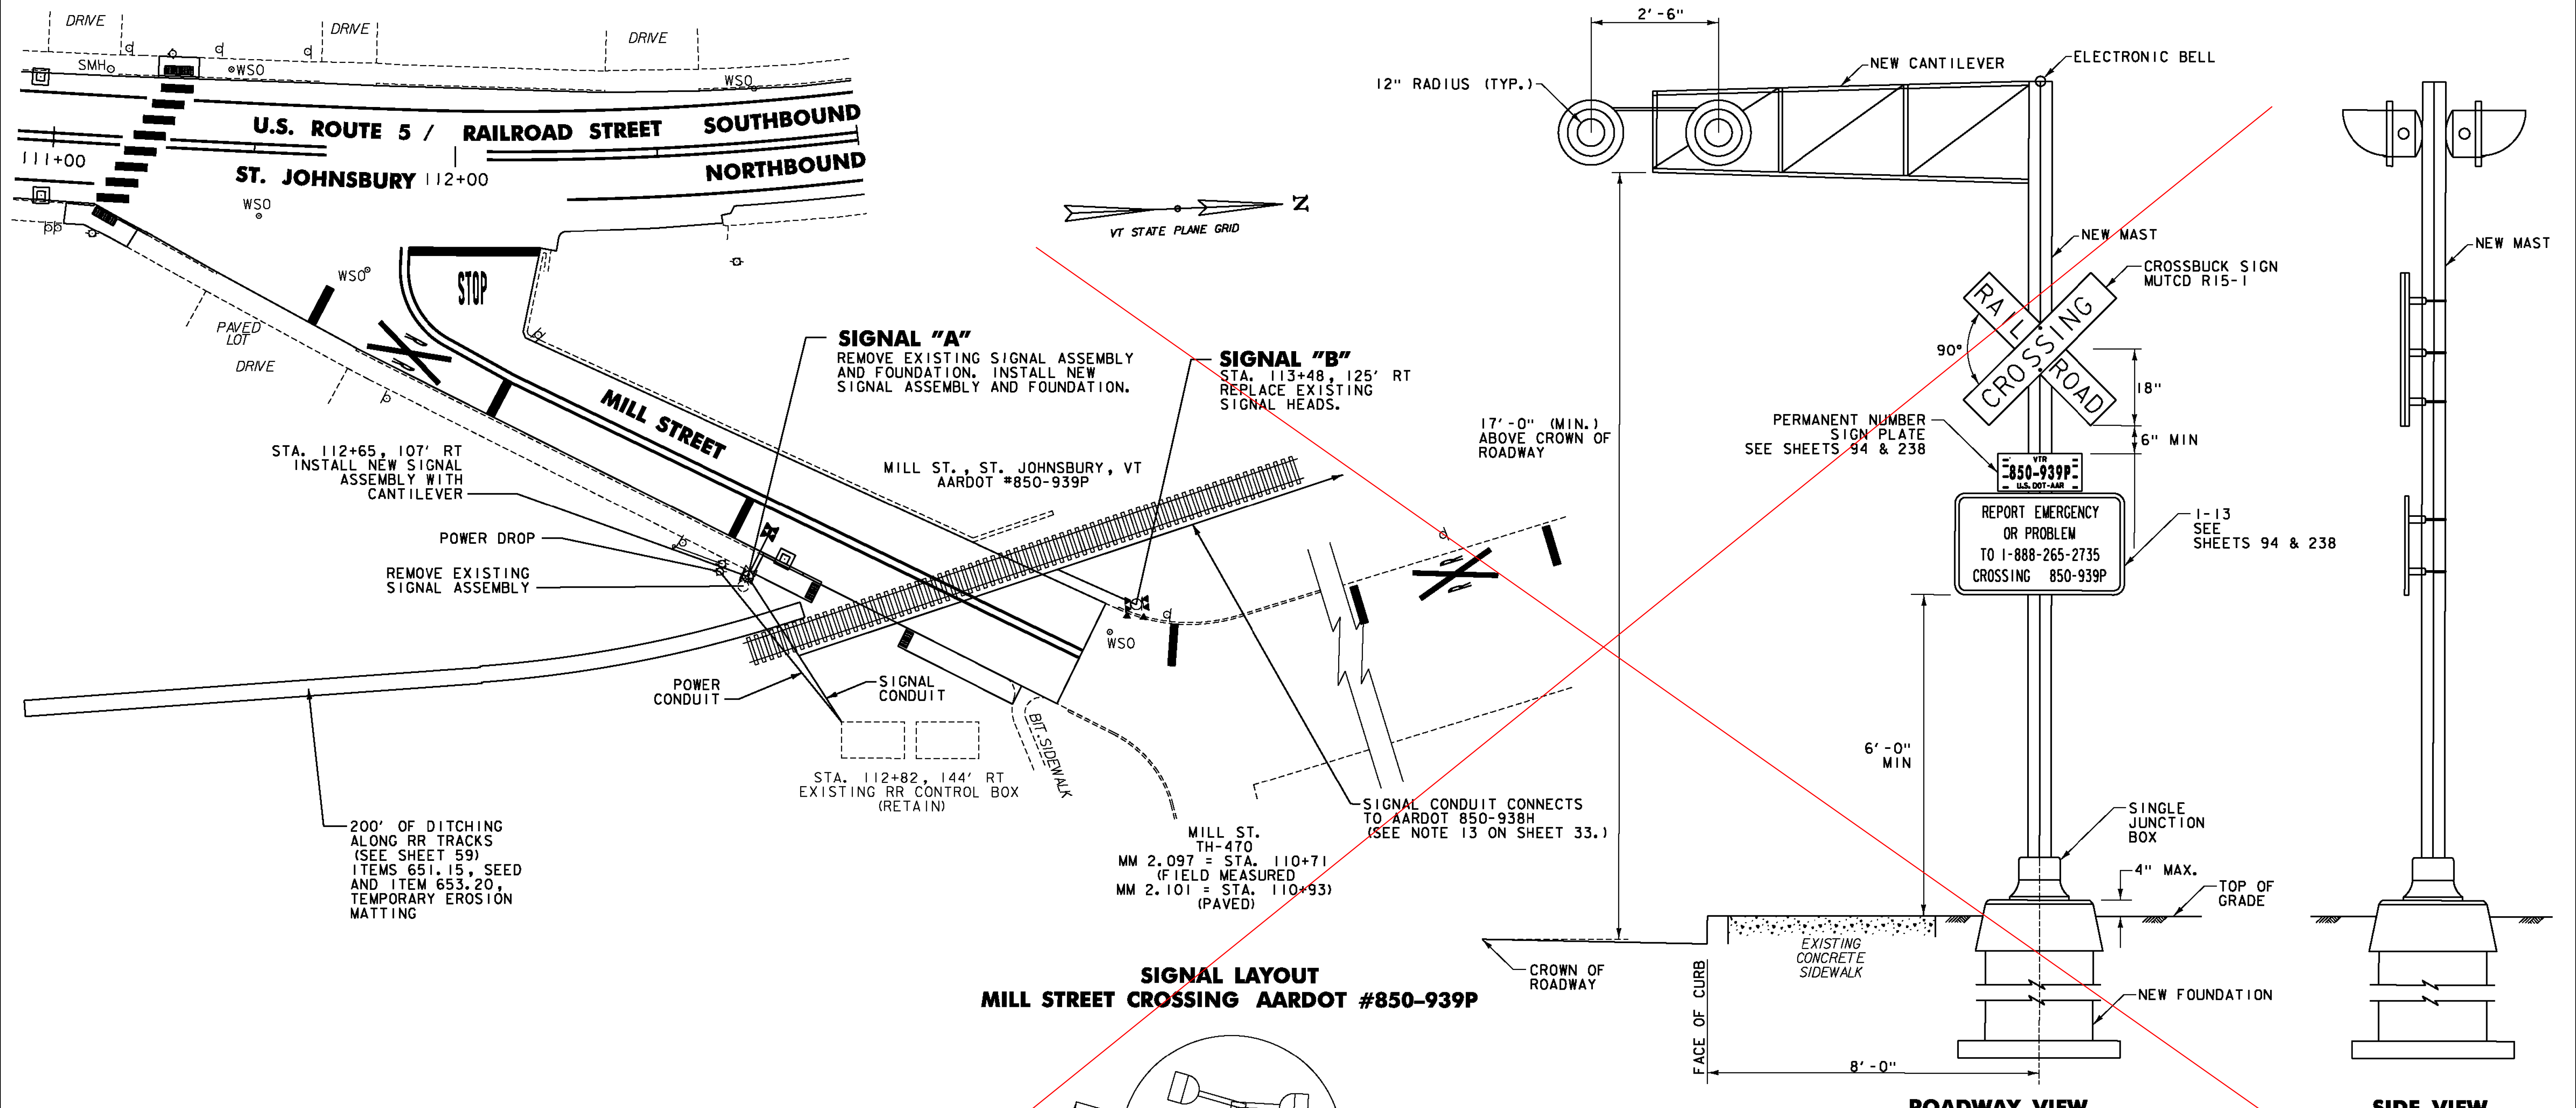 DRIVE
DRIVE
DRIVE
SMH
WSO
WSO
U.S. ROUTE 5 / RAILROAD STREET SOUTHBOUND
111+00
ST. JOHNSBURY 112+00
NORTHBOUND
WSO
WSO
STOP
PAVED
LOT
DRIVE
R R
MILL STREET
VT STATE PLANE GRID
N
SIGNAL "A"
REMOVE EXISTING SIGNAL ASSEMBLY
AND FOUNDATION. INSTALL NEW
SIGNAL ASSEMBLY AND FOUNDATION.
SIGNAL "B"
STA. 113+48, 125' RT
REPLACE EXISTING
SIGNAL HEADS.
STA. 112+65, 107' RT
INSTALL NEW SIGNAL
ASSEMBLY WITH
CANTILEVER
POWER DROP
REMOVE EXISTING
SIGNAL ASSEMBLY
MILL ST., ST. JOHNSBURY, VT
AARDOT #850-939P
R R
WSO
POWER
CONDUIT
SIGNAL
CONDUIT
BIT. SIDEWALK
STA. 112+82, 144' RT
EXISTING RR CONTROL BOX
(RETAIN)
200' OF DITCHING
ALONG RR TRACKS
(SEE SHEET 59)
ITEMS 651.15, SEED
AND ITEM 653.20,
TEMPORARY EROSION
MATTING
MILL ST.
TH-470
MM 2.097 = STA. 110+71
(FIELD MEASURED
MM 2.101 = STA. 110+93)
(PAVED)
SIGNAL CONDUIT CONNECTS
TO AARDOT 850-938H
(SEE NOTE 13 ON SHEET 33.)
SIGNAL LAYOUT
MILL STREET CROSSING AARDOT #850-939P
2'-6"
12" RADIUS (TYP.)
NEW CANTILEVER
ELECTRONIC BELL
NEW MAST
CROSSBUCK SIGN
MUTCD R15-1
RAIL ROAD
CROSSING
90°
18"
6" MIN
17'-0" (MIN.)
ABOVE CROWN OF
ROADWAY
PERMANENT NUMBER
SIGN PLATE
SEE SHEETS 94 & 238
VTR
850-939P
U.S. DOT-AAR
REPORT EMERGENCY
OR PROBLEM
TO 1-888-265-2735
CROSSING 850-939P
I-13
SEE
SHEETS 94 & 238
6'-0"
MIN
SINGLE
JUNCTION
BOX
4" MAX.
TOP OF
GRADE
EXISTING
CONCRETE
SIDEWALK
CROWN OF
ROADWAY
FACE OF CURB
NEW FOUNDATION
8'-0"
ROADWAY VIEW
NEW MAST
SIDE VIEW